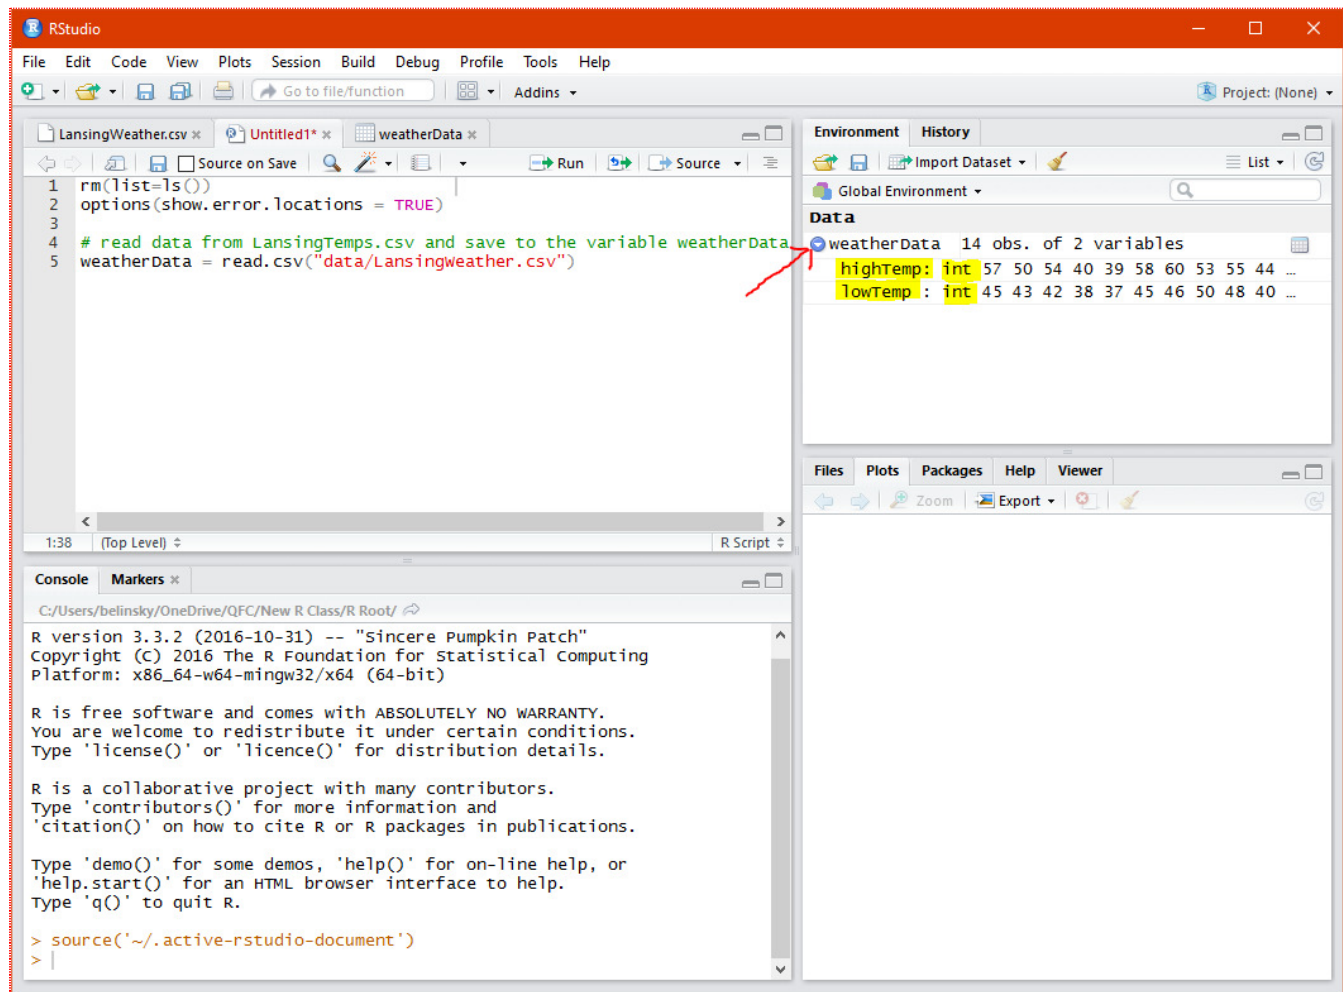 RStudio
File Edit Code View Plots Session Build Debug Profile Tools Help
Go to file/function Addins Project: (None)
LansingWeather.csv Untitled1* weatherData
Source on Save Run Source
1 rm(list=ls())
2 options(show.error.locations = TRUE)
3
4 # read data from LansingTemps.csv and save to the variable weatherData
5 weatherData = read.csv("data/LansingWeather.csv")
1:38 (Top Level) R Script
Console Markers
C:/Users/belinsky/OneDrive/QFC/New R Class/R Root/
R version 3.3.2 (2016-10-31) -- "Sincere Pumpkin Patch"
Copyright (C) 2016 The R Foundation for Statistical Computing
Platform: x86_64-w64-mingw32/x64 (64-bit)
R is free software and comes with ABSOLUTELY NO WARRANTY.
You are welcome to redistribute it under certain conditions.
Type 'license()' or 'licence()' for distribution details.
R is a collaborative project with many contributors.
Type 'contributors()' for more information and
'citation()' on how to cite R or R packages in publications.
Type 'demo()' for some demos, 'help()' for on-line help, or
'help.start()' for an HTML browser interface to help.
Type 'q()' to quit R.
> source('~/.active-rstudio-document')
>
Environment History
Import Dataset List
Global Environment
Data
weatherData 14 obs. of 2 variables
highTemp: int 57 50 54 40 39 58 60 53 55 44 ...
lowTemp : int 45 43 42 38 37 45 46 50 48 40 ...
Files Plots Packages Help Viewer
Zoom Export